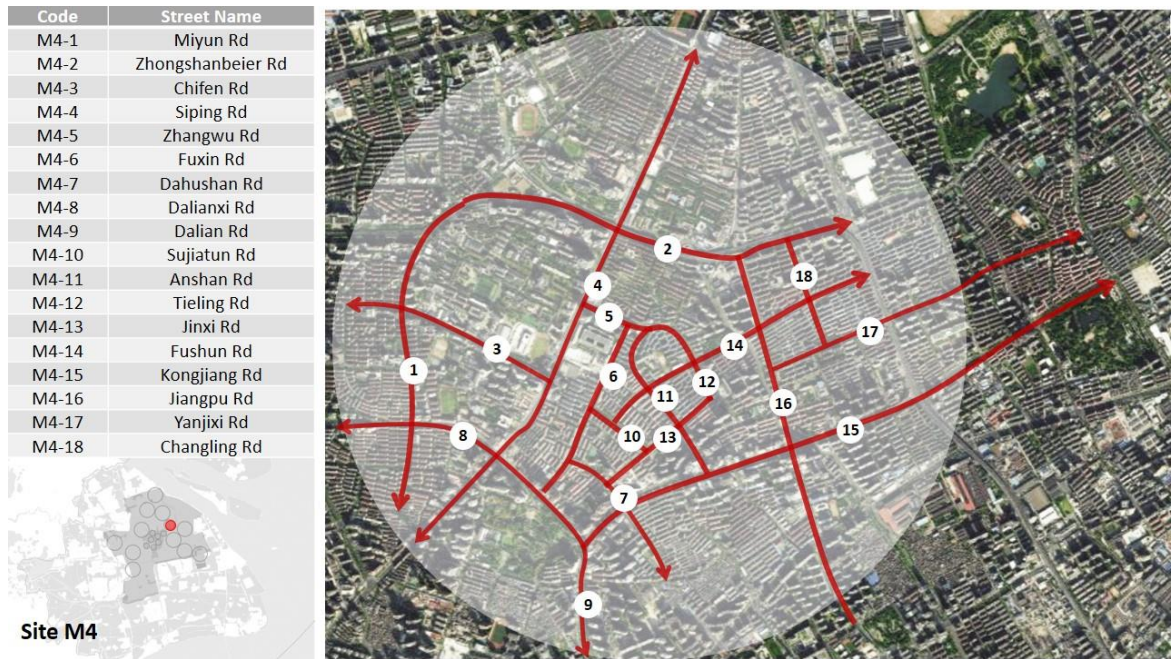 Code Street Name
M4-1 Miyun Rd
M4-2 Zhongshanbeier Rd
M4-3 Chifen Rd
M4-4 Siping Rd
M4-5 Zhangwu Rd
M4-6 Fuxin Rd
M4-7 Dahushan Rd
M4-8 Dalianxi Rd
M4-9 Dalian Rd
M4-10 Sujiatun Rd
M4-11 Anshan Rd
M4-12 Tieling Rd
M4-13 Jinxi Rd
M4-14 Fushun Rd
M4-15 Kongjiang Rd
M4-16 Jiangpu Rd
M4-17 Yanjixi Rd
M4-18 Changling Rd
Site M4
2
18
4
5
17
3
14
1
6
12
11
16
8
10
13
15
7
9